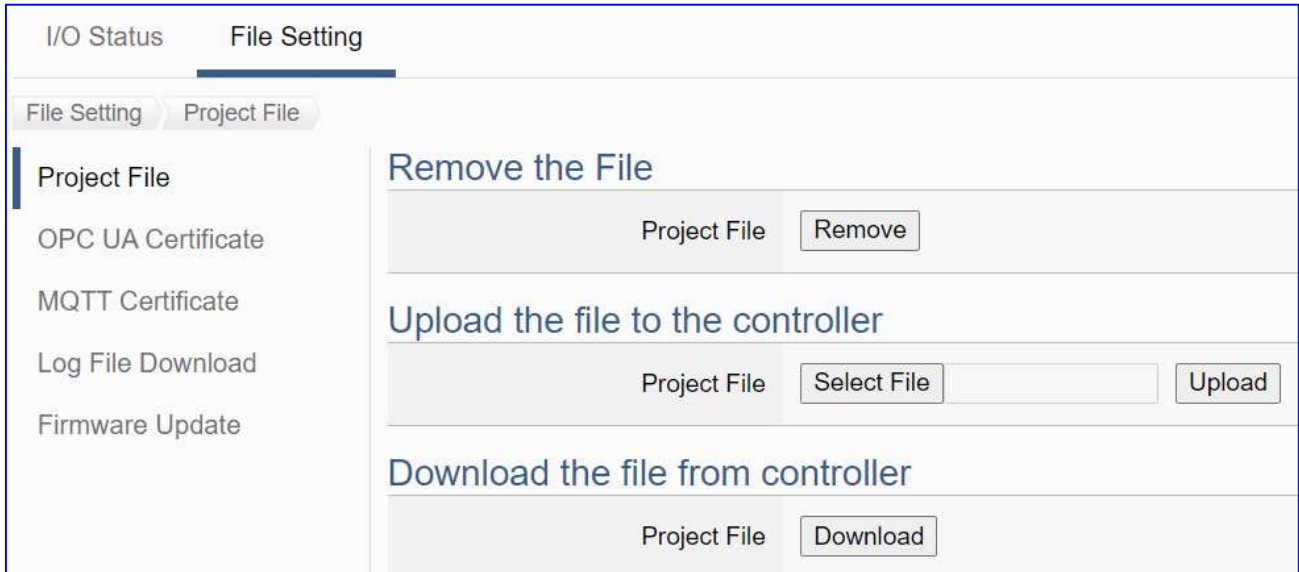 I/O Status File Setting
File Setting Project File
Project File
OPC UA Certificate
MQTT Certificate
Log File Download
Firmware Update
Remove the File
Project File Remove
Upload the file to the controller
Project File Select File Upload
Download the file from controller
Project File Download